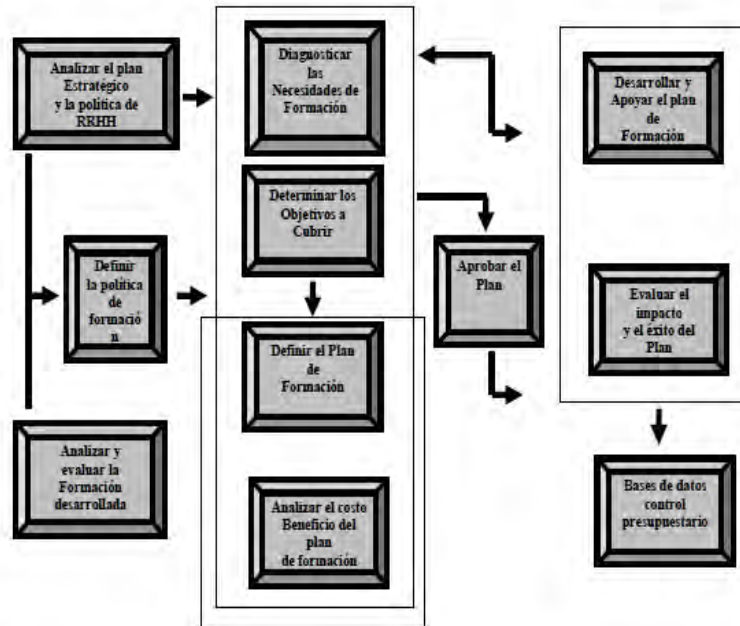 Analizar el plan
Estratégico
y la política de
RRHH
Definir
la política
de
formació
n
Analizar y
evaluar la
Formación
desarrollada
Diagnosticar
las
Necesidades de
Formación
Determinar los
Objetivos a
Cubrir
Definir el Plan
de
Formación
Analizar el costo
Beneficio del
plan
de formación
Aprobar el
Plan
Desarrollar y
Apoyar el plan
de
Formación
Evaluar el
impacto
y el éxito del
Plan
Bases de datos
control
presupuestario